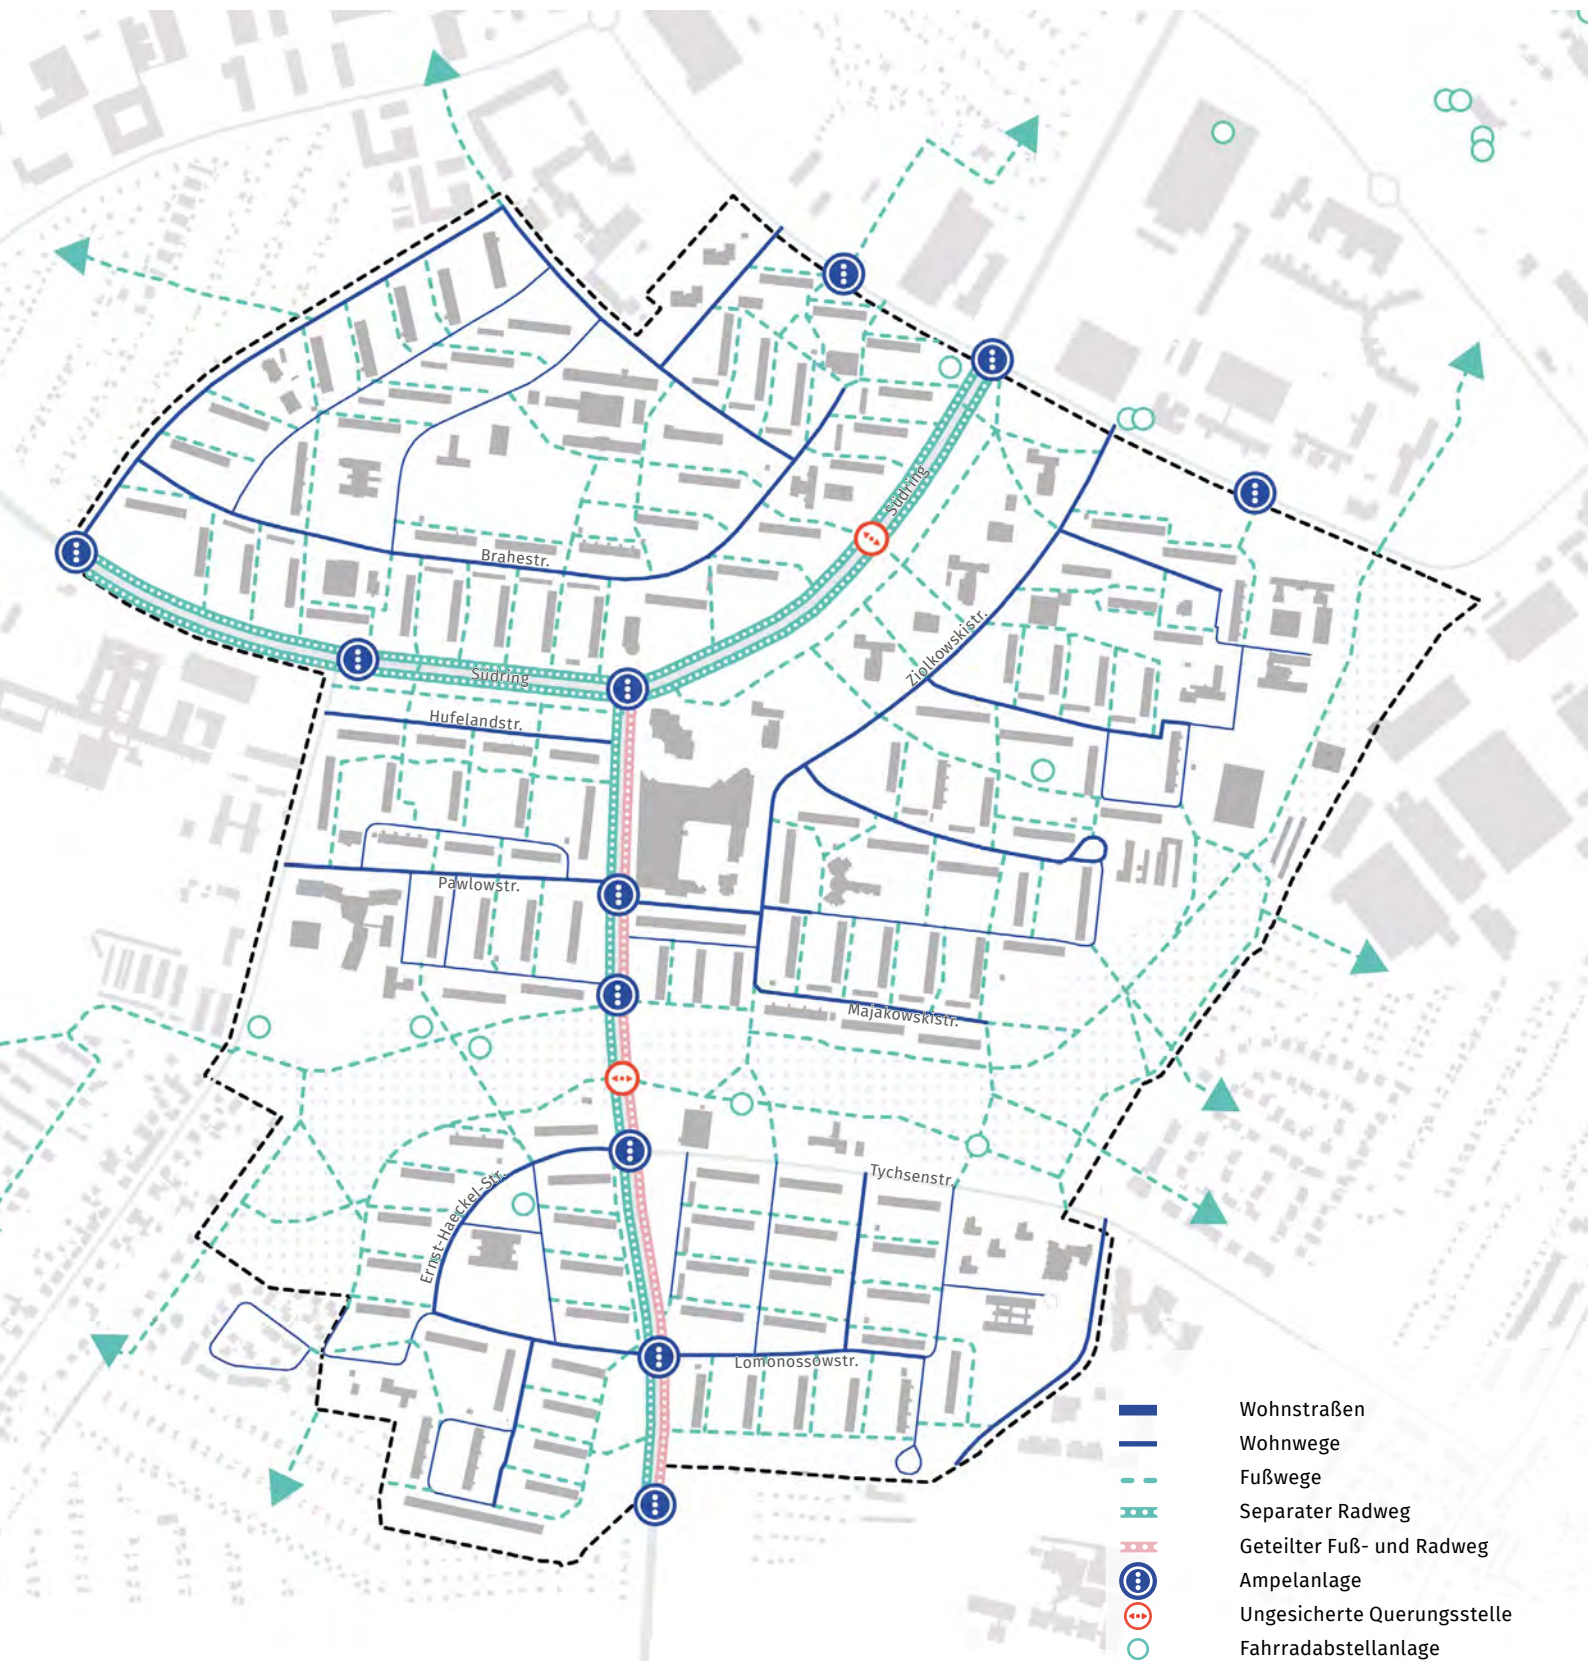 Südring
Brahestr.
Ziolkowskistr.
Südring
Hufelandstr.
Pawlowstr.
Majakowskistr.
Tychsenstr.
Ernst-Haeckel-Str.
Lomonossowstr.
Wohnstraßen
Wohnwege
Fußwege
Separater Radweg
Geteilter Fuß- und Radweg
Ampelanlage
Ungesicherte Querungsstelle
Fahrradabstellanlage